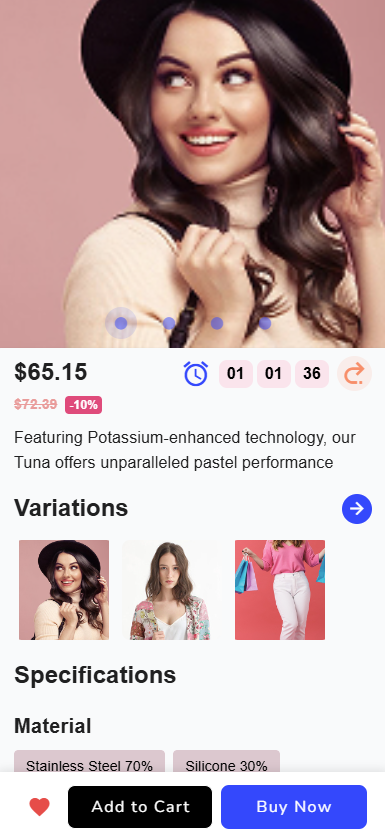 $65.15
01 01 36
$72.39 -10%
Featuring Potassium-enhanced technology, our
Tuna offers unparalleled pastel performance
Variations
Specifications
Material
Stainless Steel 70% Silicone 30%
Add to Cart Buy Now